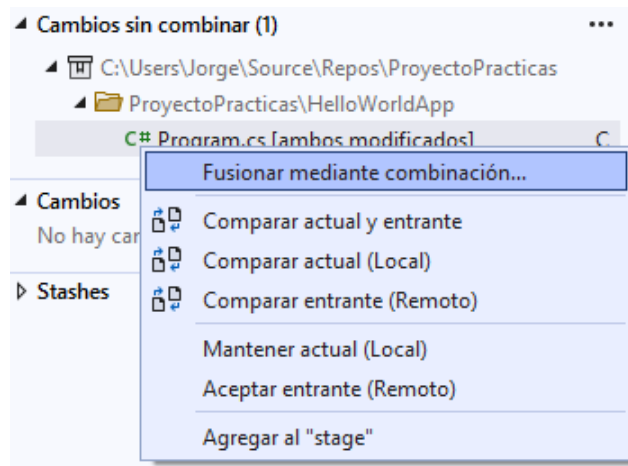 Cambios sin combinar (1)
C:\Users\Jorge\Source\Repos\ProyectoPracticas
ProyectoPracticas\HelloWorldApp
C# Program.cs [ambos modificados] C
Fusionar mediante combinación...
Cambios
No hay car
Comparar actual y entrante
Comparar actual (Local)
Stashes
Comparar entrante (Remoto)
Mantener actual (Local)
Aceptar entrante (Remoto)
Agregar al "stage"